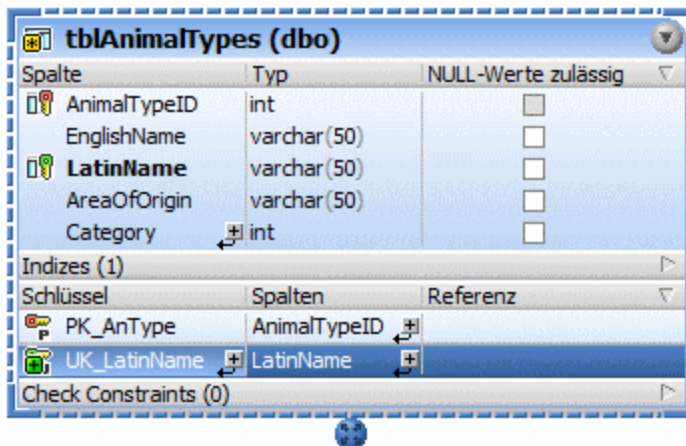 tblAnimalTypes (dbo)
Spalte Typ NULL-Werte zulässig
AnimalTypeID int
EnglishName varchar(50)
LatinName varchar(50)
AreaOfOrigin varchar(50)
Category int
Indizes (1)
Schlüssel Spalten Referenz
PK_AnType AnimalTypeID
UK_LatinName LatinName
Check Constraints (0)